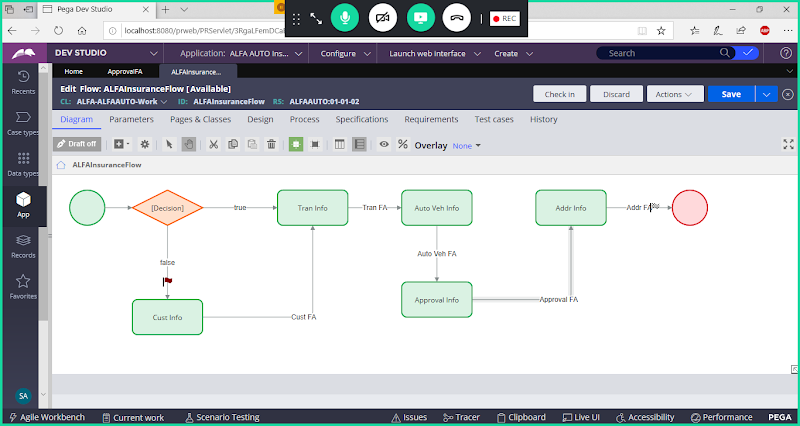 Pega Dev Studio
REC
localhost:8080/prweb/PRServlet/3RgaLFemDCa
DEV STUDIO
Application: ALFA AUTO Ins...
Configure
Launch web Interface
Create
Search
Home
ApprovalFA
ALFAInsurance...
Recents
Case types
Data types
App
Records
Favorites
SA
Edit Flow: ALFAInsuranceFlow [Available]
CL: ALFA-ALFAAUTO-Work
ID: ALFAInsuranceFlow
RS: ALFAAUTO:01-01-02
Check in
Discard
Actions
Save
Diagram
Parameters
Pages & Classes
Design
Process
Specifications
Requirements
Test cases
History
Draft off
Overlay None
ALFAInsuranceFlow
[Decision]
true
Tran Info
Tran FA
Auto Veh Info
Addr Info
Addr FA
false
Auto Veh FA
Cust Info
Cust FA
Approval Info
Approval FA
Agile Workbench
Current work
Scenario Testing
Issues
Tracer
Clipboard
Live UI
Accessibility
Performance
PEGA